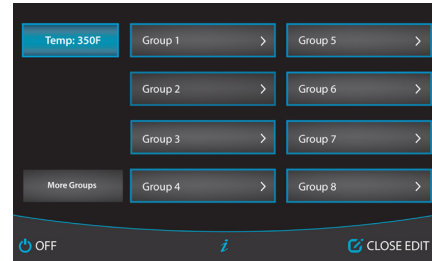 Temp: 350F
Group 1 >
Group 5 >
Group 2 >
Group 6 >
Group 3 >
Group 7 >
More Groups
Group 4 >
Group 8 >
OFF
i
CLOSE EDIT